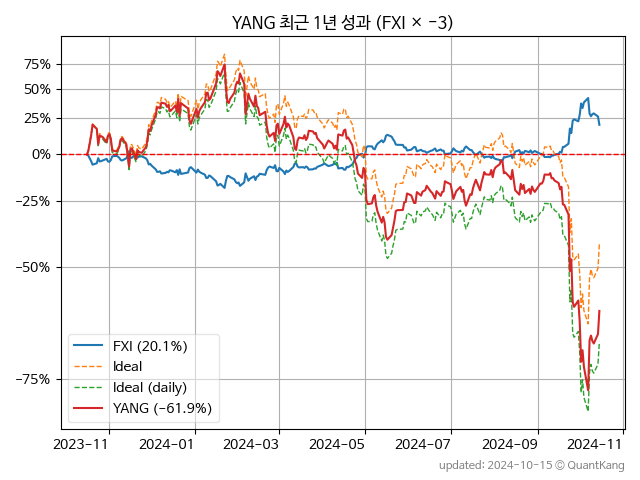 YANG 최근 1년 성과 (FXI × −3)
75%
50%
25%
0%
−25%
−50%
−75%
FXI (20.1%)
Ideal
Ideal (daily)
YANG (−61.9%)
2023−11 2024−01 2024−03 2024−05 2024−07 2024−09 2024−11
updated: 2024-10-15 ⓒ QuantKang